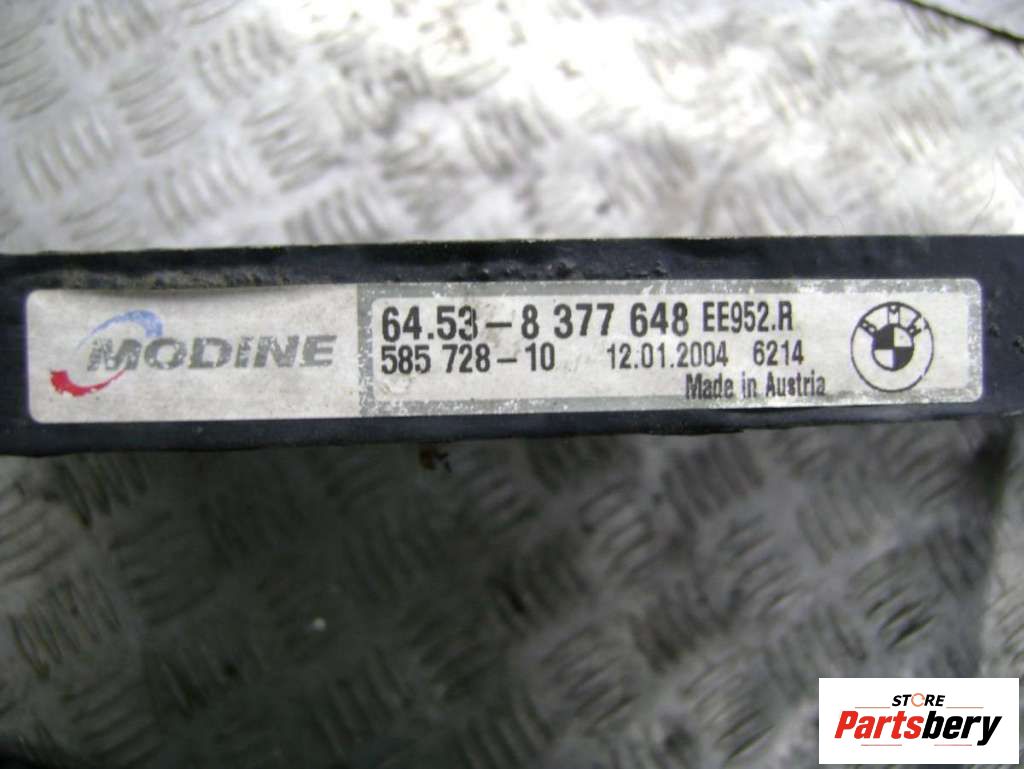 MODINE
64.53-8 377 648 EE952.R
585 728-10 12.01.2004 6214
Made in Austria
BMW
STORE
Partsbery